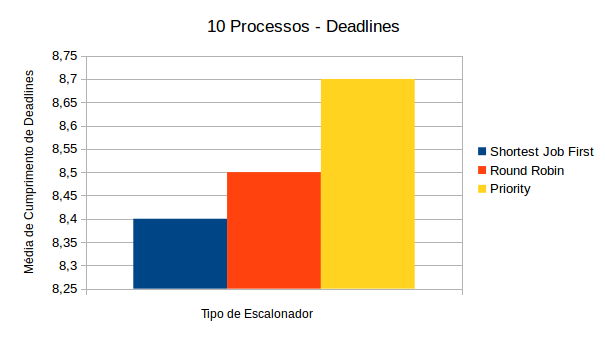 10 Processos - Deadlines
Média de Cumprimento de Deadlines
8,75
8,7
8,65
8,6
8,55
8,5
8,45
8,4
8,35
8,3
8,25
Tipo de Escalonador
Shortest Job First
Round Robin
Priority